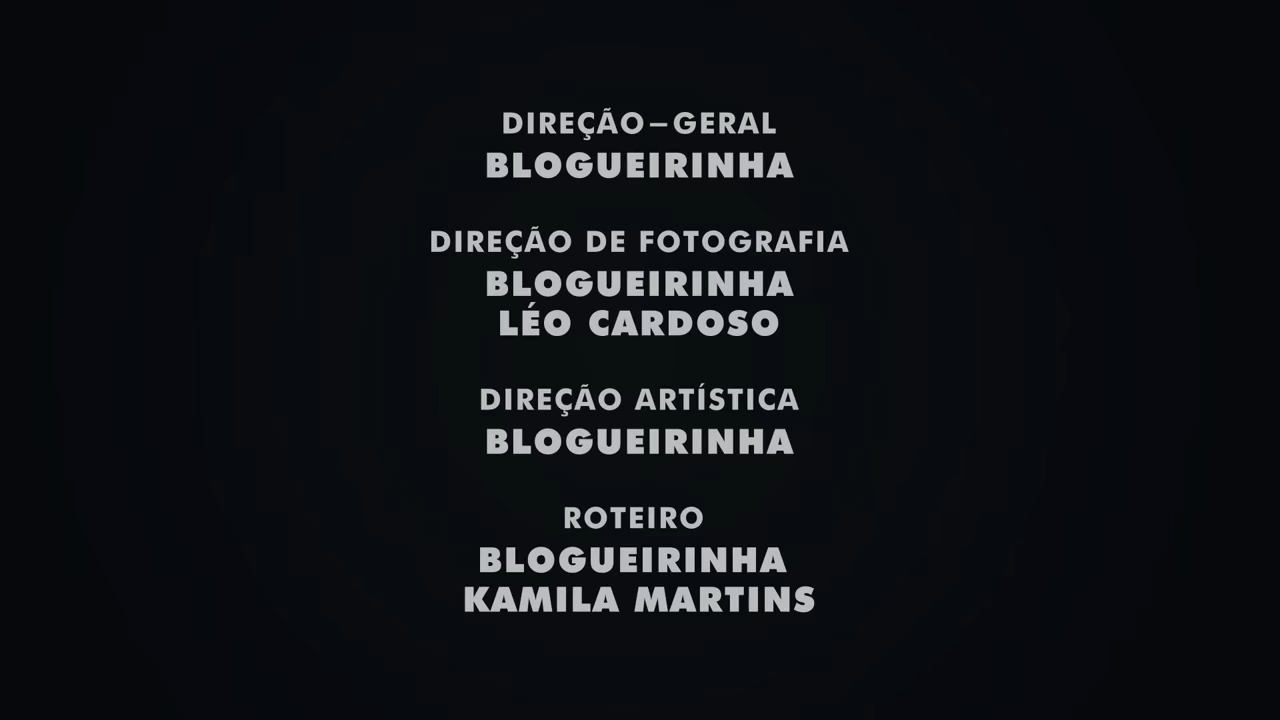 DIREÇÃO–GERAL
BLOGUEIRINHA
DIREÇÃO DE FOTOGRAFIA
BLOGUEIRINHA
LÉO CARDOSO
DIREÇÃO ARTÍSTICA
BLOGUEIRINHA
ROTEIRO
BLOGUEIRINHA
KAMILA MARTINS